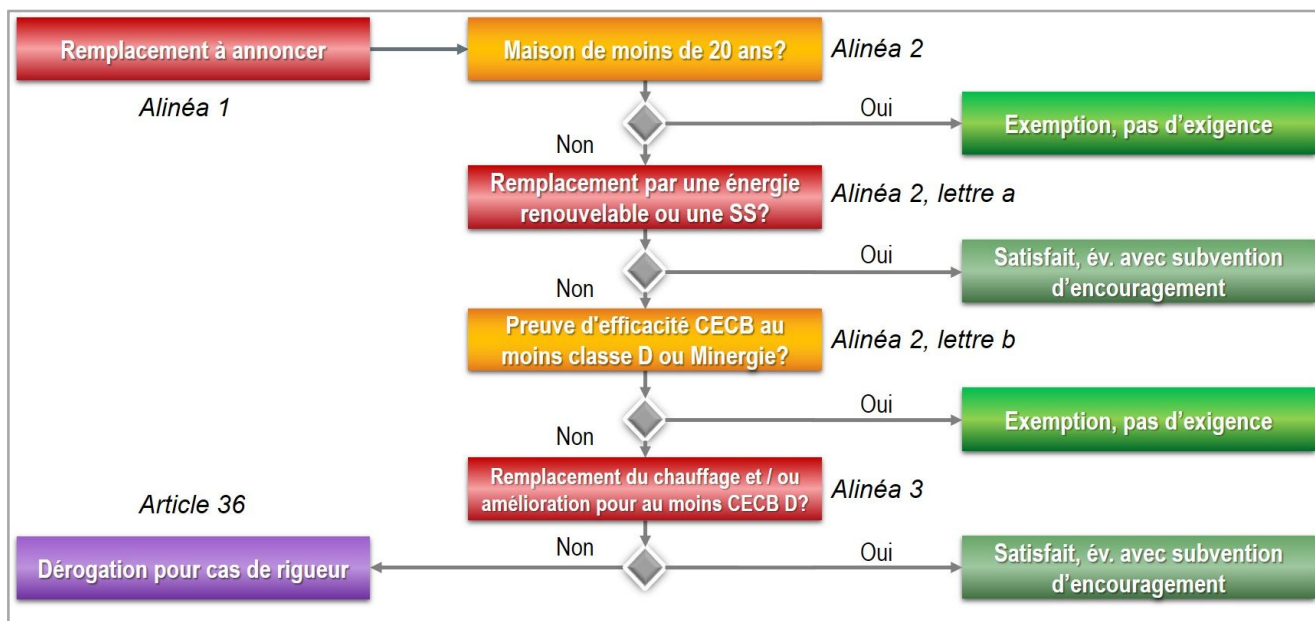 Remplacement à annoncer
Maison de moins de 20 ans?
Alinéa 2
Alinéa 1
Oui
Exemption, pas d’exigence
Non
Remplacement par une énergie
renouvelable ou une SS?
Alinéa 2, lettre a
Oui
Satisfait, év. avec subvention
d’encouragement
Non
Preuve d'efficacité CECB au
moins classe D ou Minergie?
Alinéa 2, lettre b
Oui
Exemption, pas d’exigence
Non
Remplacement du chauffage et / ou
amélioration pour au moins CECB D?
Alinéa 3
Article 36
Non
Oui
Dérogation pour cas de rigueur
Satisfait, év. avec subvention
d’encouragement